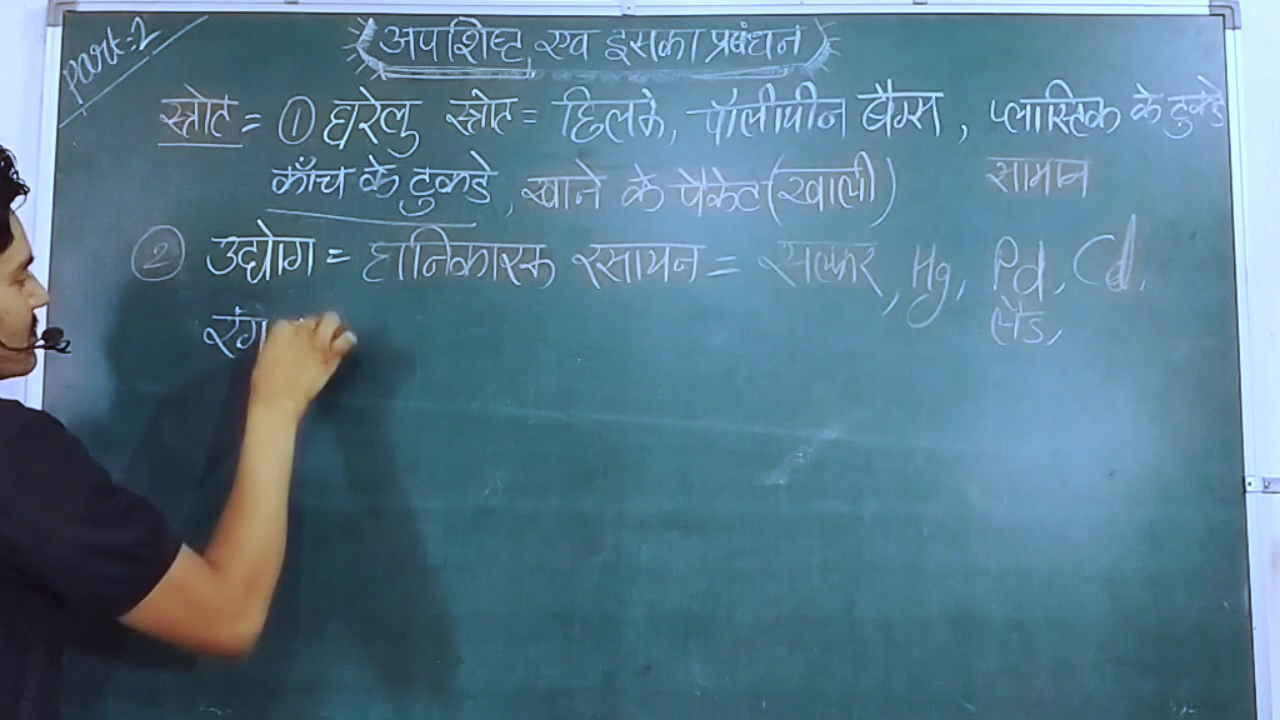 part:2
अपशिष्ट एव इसका प्रबंधन
स्त्रोट = ① घरेलु स्त्रोट = छिलके, पॉलीपीन बैग्स, प्लास्टिक के टुकडे
काँच के टुकडे, खाने के पैकेट (खाली) सामान
② उद्योग = हानिकारक रसायन = सल्फर, Hg, Pd, Cd,
लैड,
रंग